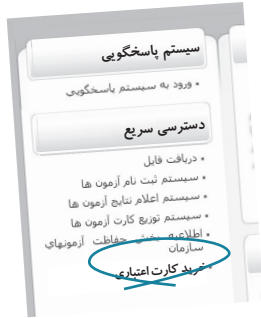 سیستم پاسخگویی
• ورود به سیستم پاسخگویی
دسترسی سریع
• دریافت فایل
• سیستم ثبت نام آزمون ها
• سیستم اعلام نتایج آزمون ها
• سیستم توزیع کارت آزمون ها
• اطلاعیه بخش حفاظت آزمونهای
سازمان
خرید کارت اعتباری